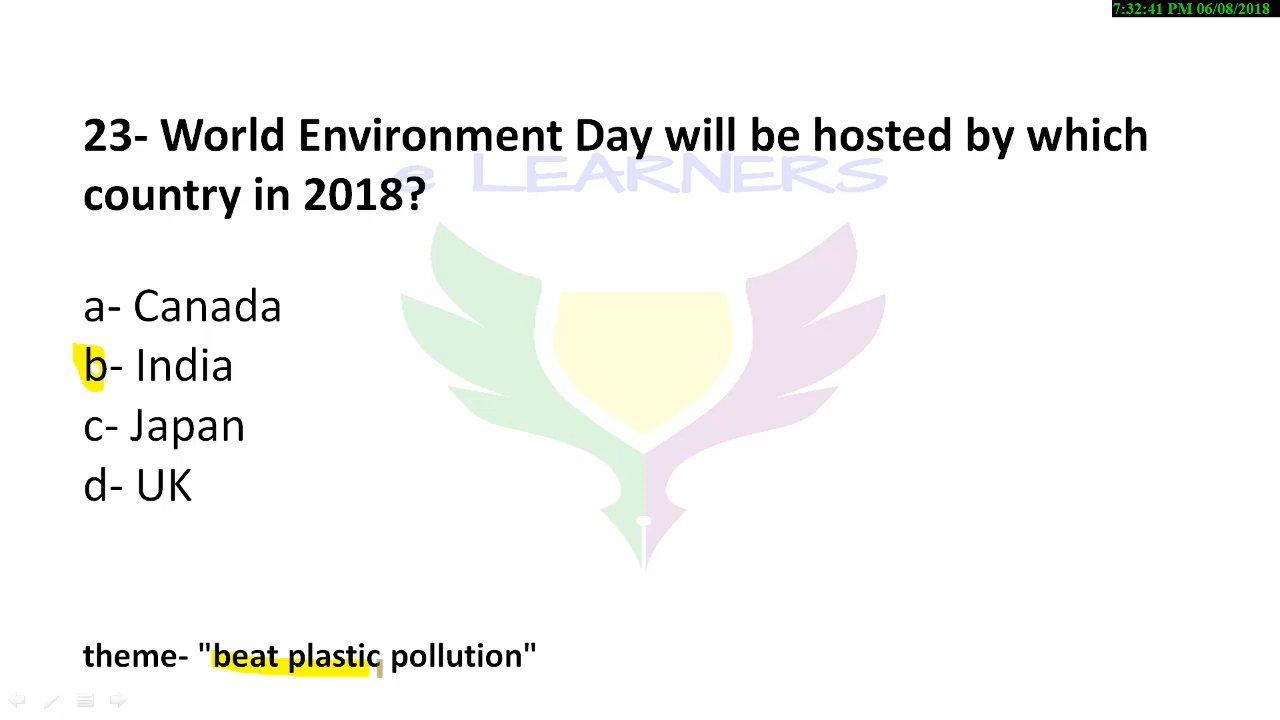 7:32:41 PM 06/08/2018
23- World Environment Day will be hosted by which
e LEARNERS
country in 2018?
a- Canada
b- India
c- Japan
d- UK
theme- "beat plastic pollution"